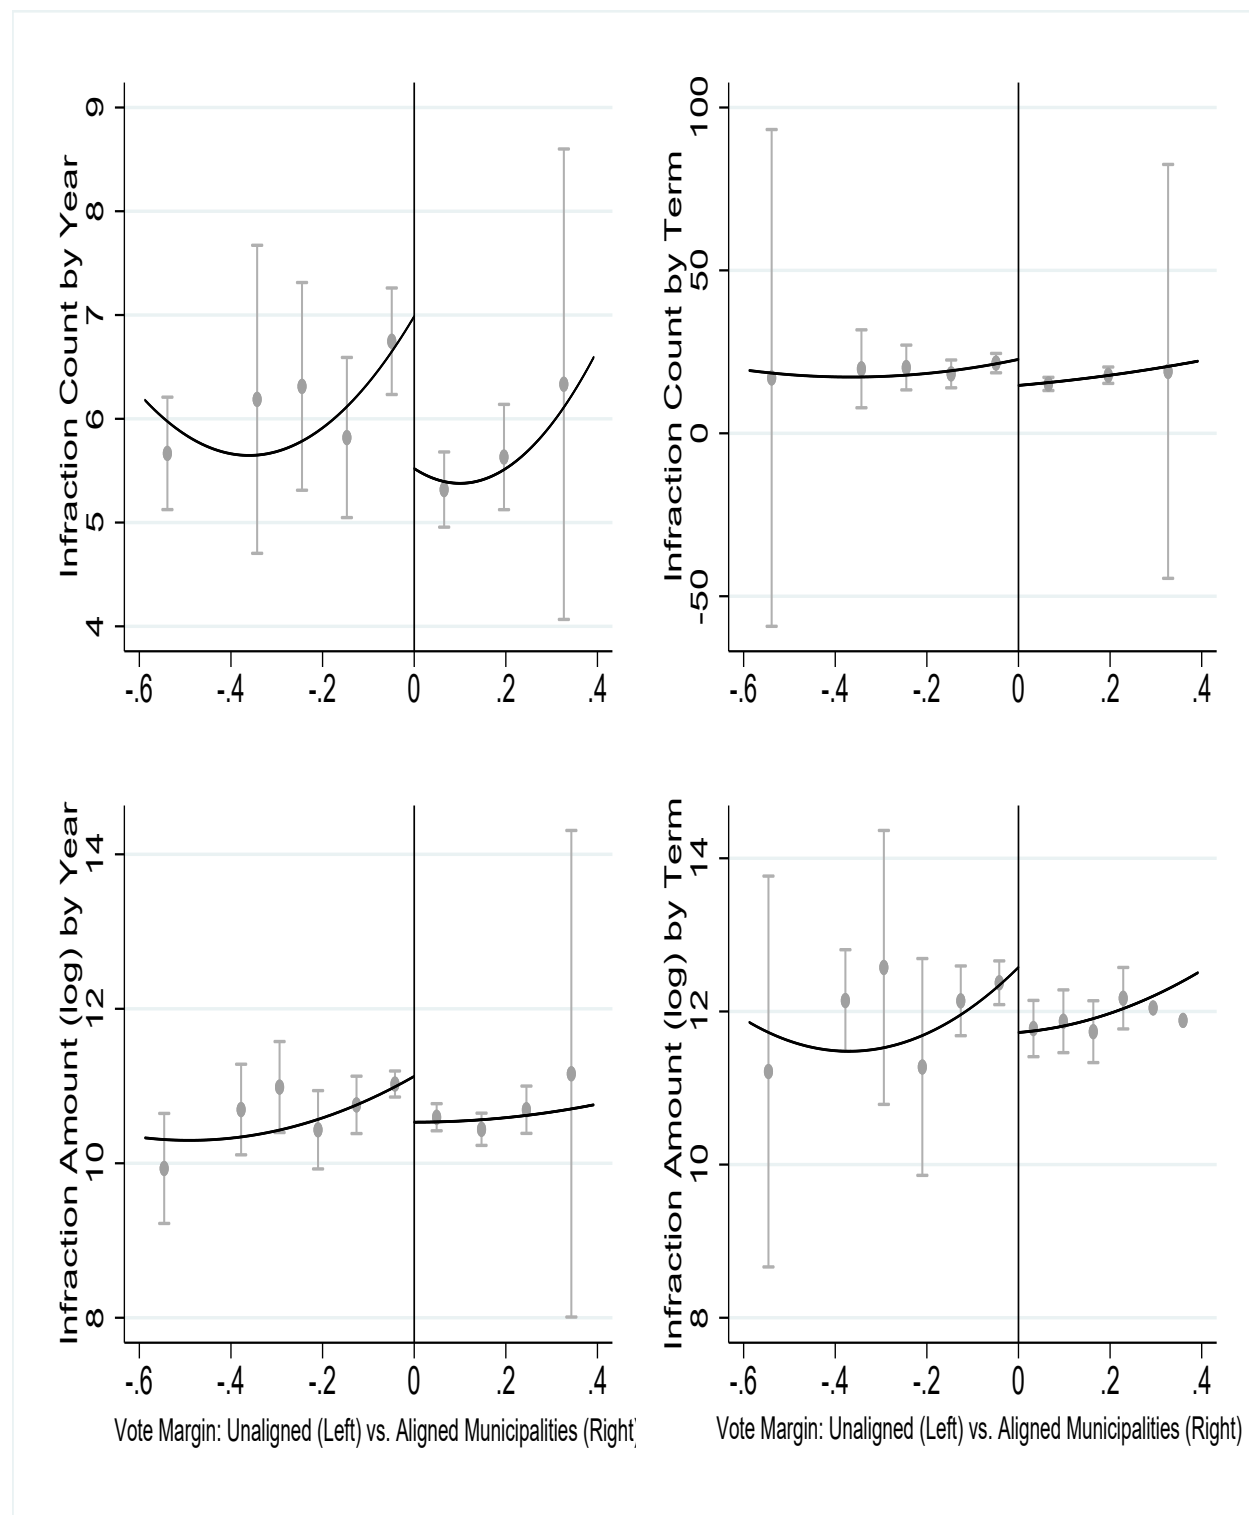 Infraction Count by Year
9
8
7
6
5
4
-.6 -.4 -.2 0 .2 .4
Infraction Count by Term
100
50
0
-50
-.6 -.4 -.2 0 .2 .4
Infraction Amount (log) by Year
14
12
10
8
-.6 -.4 -.2 0 .2 .4
Vote Margin: Unaligned (Left) vs. Aligned Municipalities (Right)
Infraction Amount (log) by Term
14
12
10
8
-.6 -.4 -.2 0 .2 .4
Vote Margin: Unaligned (Left) vs. Aligned Municipalities (Right)